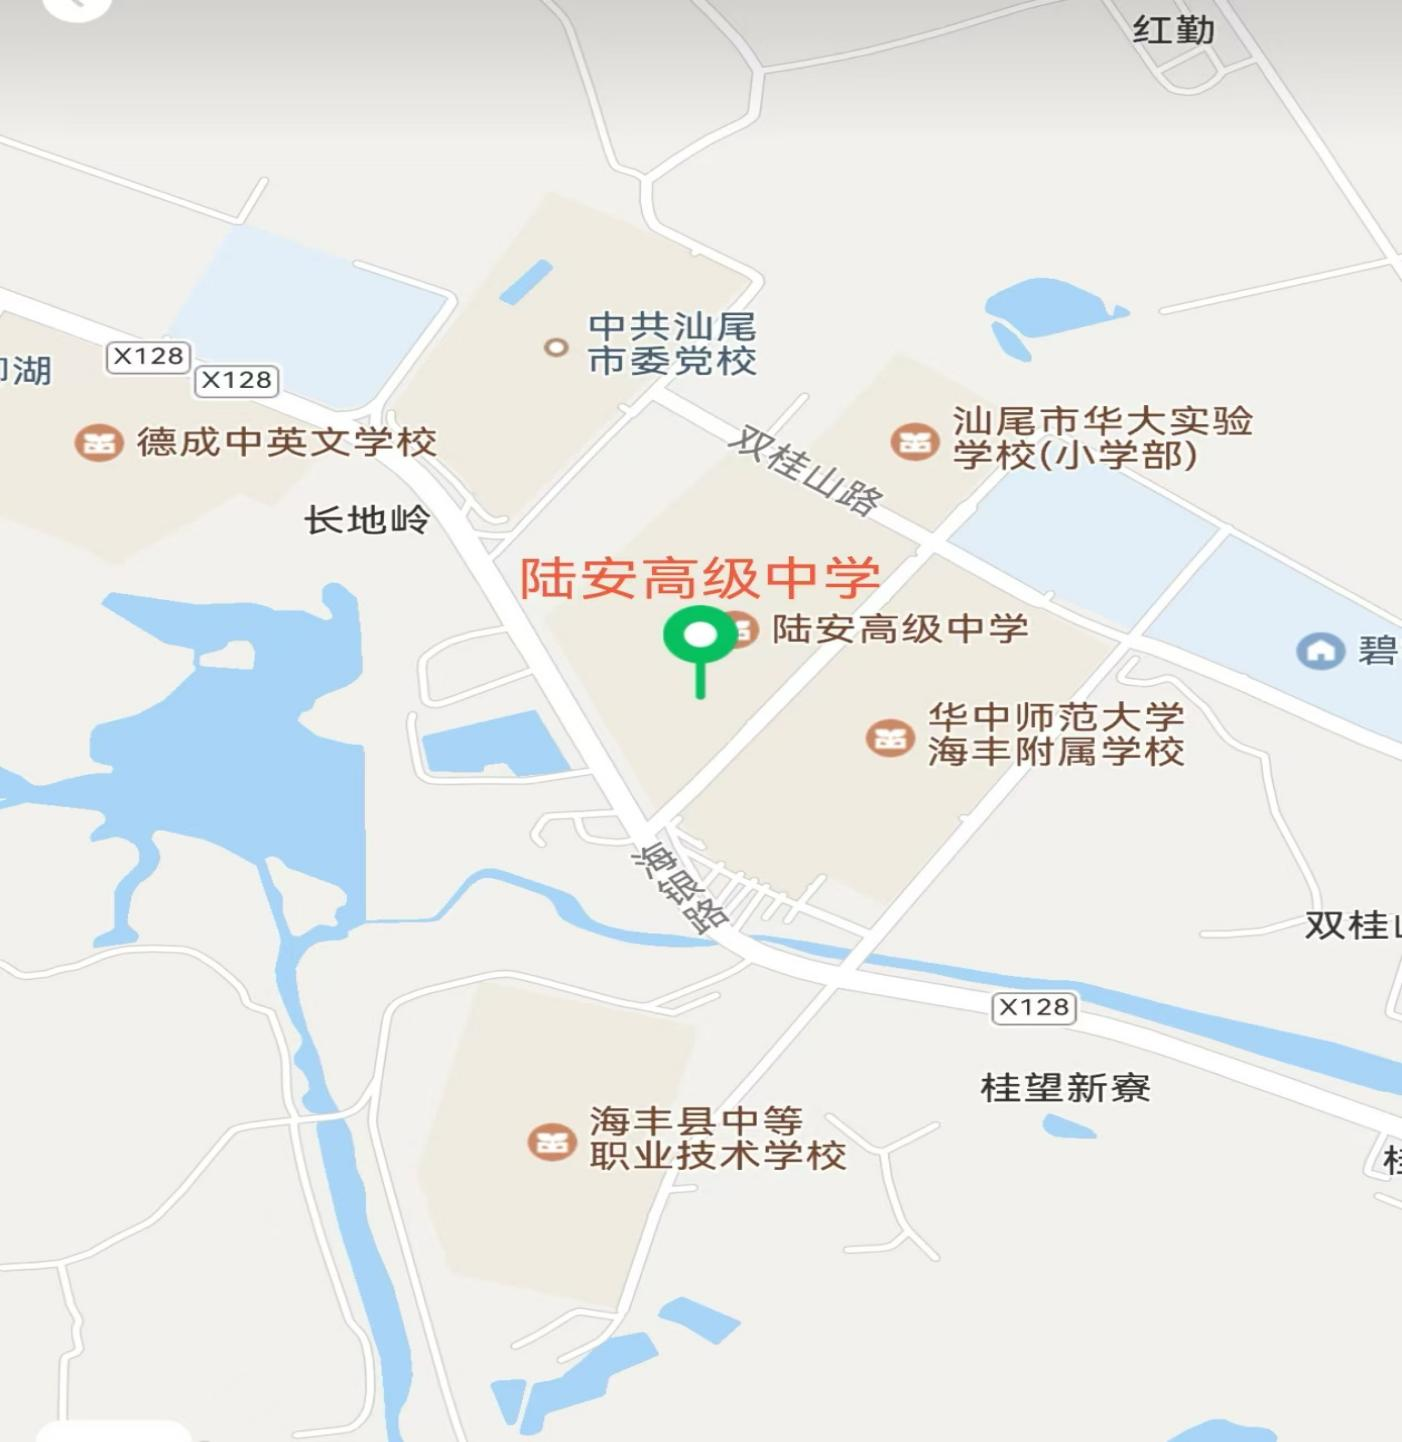 红勤
中共汕尾
市委党校
X128
X128
湖
德成中英文学校
双桂山路
汕尾市华大实验
学校(小学部)
长地岭
陆安高级中学
陆安高级中学
碧
华中师范大学
海丰附属学校
海银路
双桂山
X128
桂望新寮
海丰县中等
职业技术学校